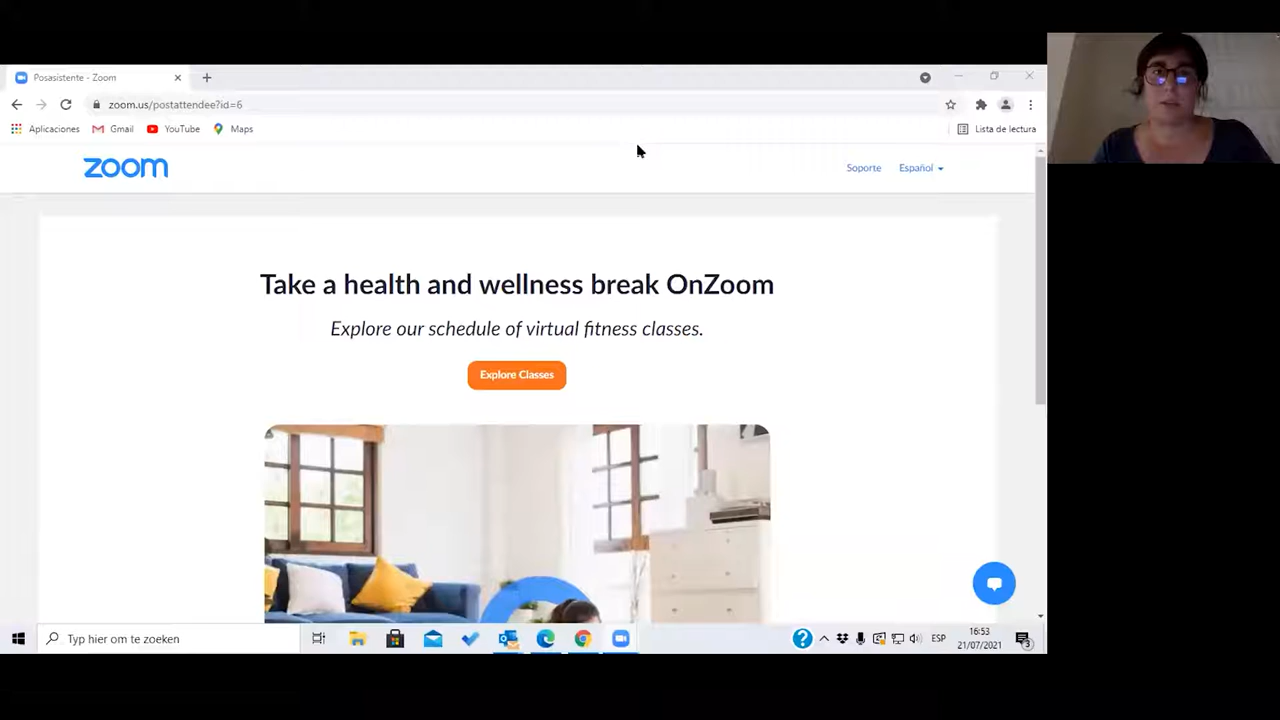 Posasistente - Zoom
zoom.us/postattendee?id=6
Aplicaciones Gmail YouTube Maps Lista de lectura
zoom Soporte Español
Take a health and wellness break OnZoom
Explore our schedule of virtual fitness classes.
Explore Classes
Typ hier om te zoeken ESP 16:53
21/07/2021 3